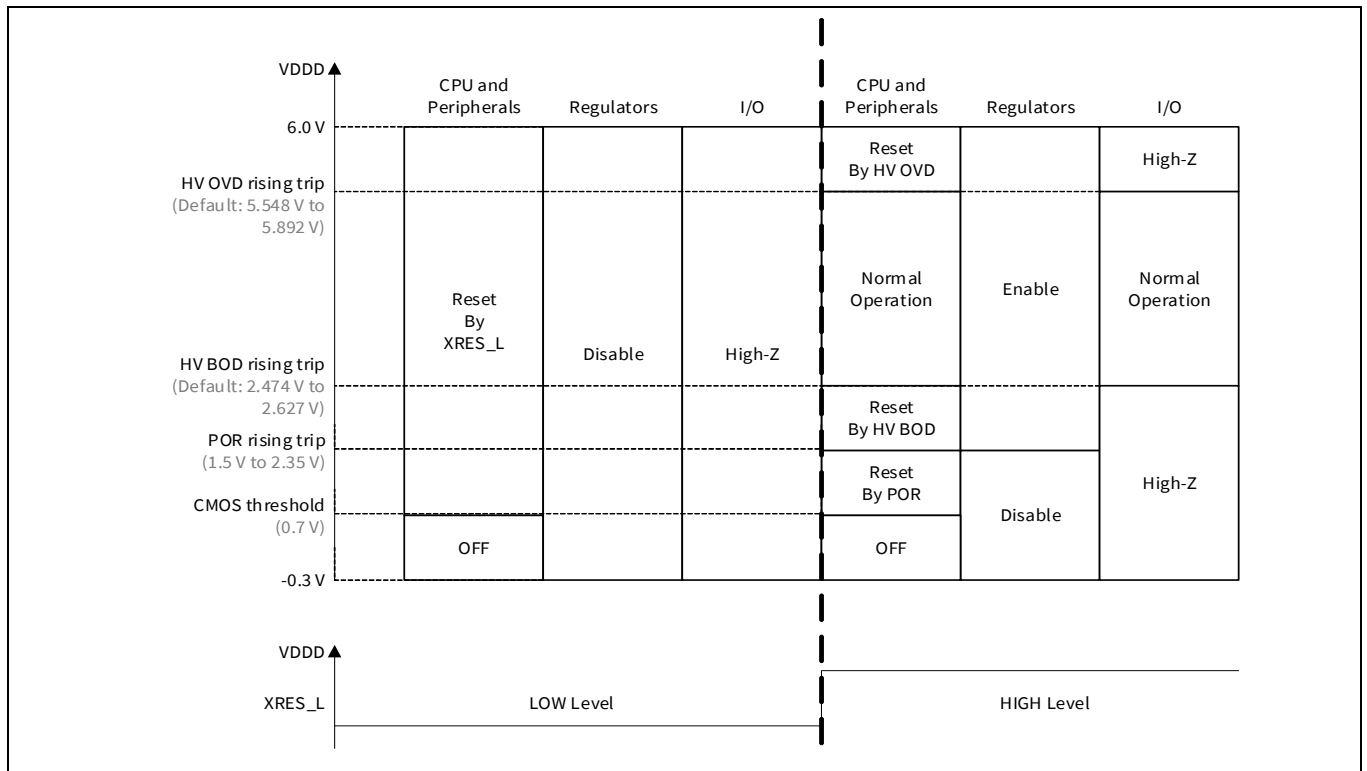 VDDD
CPU and
Peripherals
Regulators
I/O
CPU and
Peripherals
Regulators
I/O
6.0 V
Reset
By HV OVD
High-Z
HV OVD rising trip
(Default: 5.548 V to
5.892 V)
Reset
By
XRES_L
Disable
High-Z
Normal
Operation
Enable
Normal
Operation
HV BOD rising trip
(Default: 2.474 V to
2.627 V)
Reset
By HV BOD
POR rising trip
(1.5 V to 2.35 V)
Reset
By POR
High-Z
CMOS threshold
(0.7 V)
Disable
OFF
OFF
-0.3 V
VDDD
XRES_L
LOW Level
HIGH Level